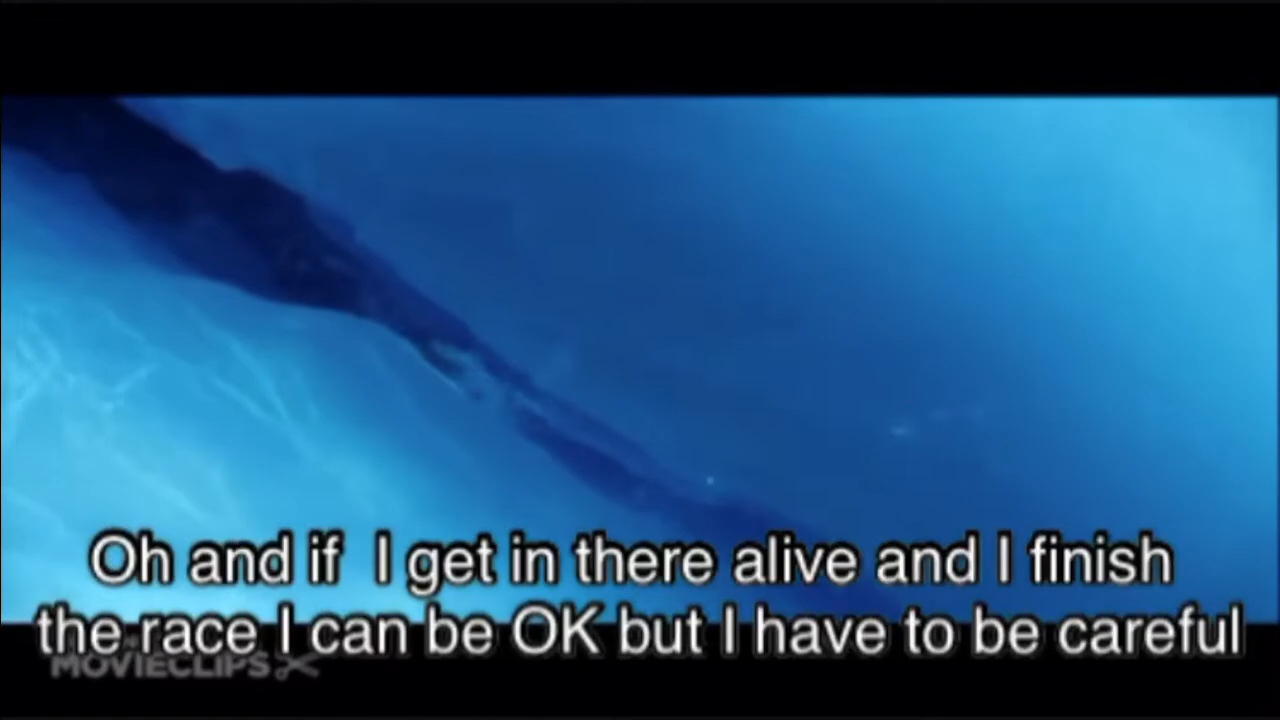 Oh and if  I get in there alive and I finish
the race I can be OK but I have to be careful
MOVIECLIPS